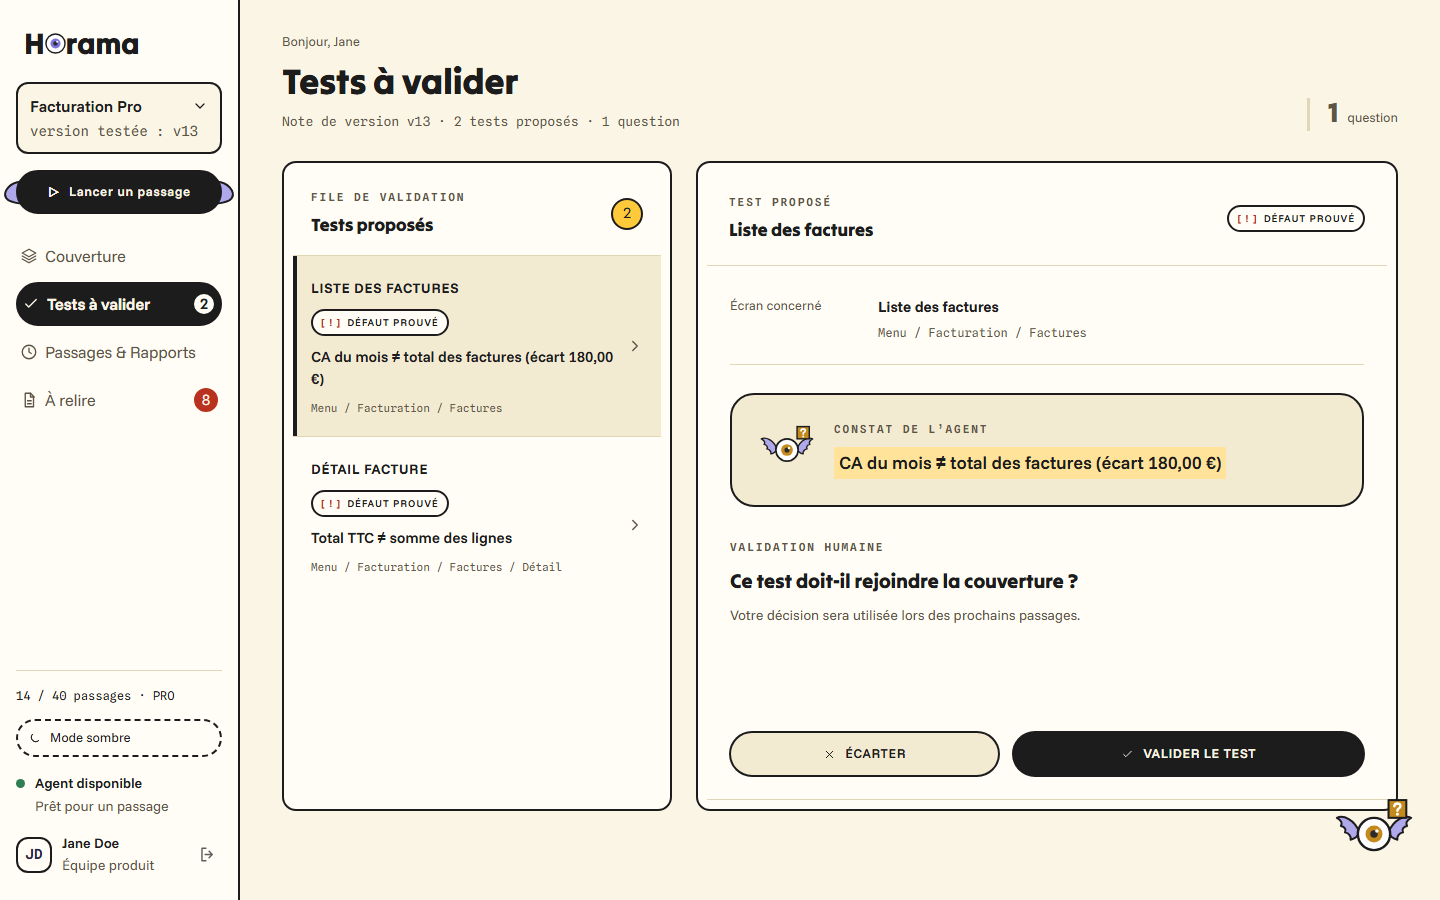 Horama
Facturation Pro
version testée : v13
Lancer un passage
Couverture
Tests à valider 2
Passages & Rapports
À relire 8
14 / 40 passages · PRO
Mode sombre
Agent disponible
Prêt pour un passage
JD
Jane Doe
Équipe produit
Bonjour, Jane
Tests à valider
Note de version v13 · 2 tests proposés · 1 question
1 question
FILE DE VALIDATION
Tests proposés
2
LISTE DES FACTURES
[!] DÉFAUT PROUVÉ
CA du mois ≠ total des factures (écart 180,00
€)
Menu / Facturation / Factures
DÉTAIL FACTURE
[!] DÉFAUT PROUVÉ
Total TTC ≠ somme des lignes
Menu / Facturation / Factures / Détail
TEST PROPOSÉ
Liste des factures
[!] DÉFAUT PROUVÉ
Écran concerné
Liste des factures
Menu / Facturation / Factures
?
CONSTAT DE L’AGENT
CA du mois ≠ total des factures (écart 180,00 €)
VALIDATION HUMAINE
Ce test doit-il rejoindre la couverture ?
Votre décision sera utilisée lors des prochains passages.
ÉCARTER
VALIDER LE TEST
?